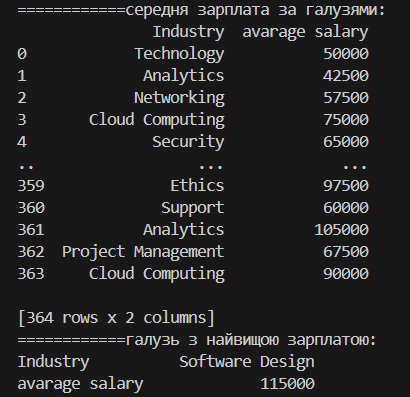 ============середня зарплата за галузями:
Industry avarage salary
0 Technology 50000
1 Analytics 42500
2 Networking 57500
3 Cloud Computing 75000
4 Security 65000
.. ... ...
359 Ethics 97500
360 Support 60000
361 Analytics 105000
362 Project Management 67500
363 Cloud Computing 90000
[364 rows x 2 columns]
============галузь з найвищою зарплатою:
Industry Software Design
avarage salary 115000